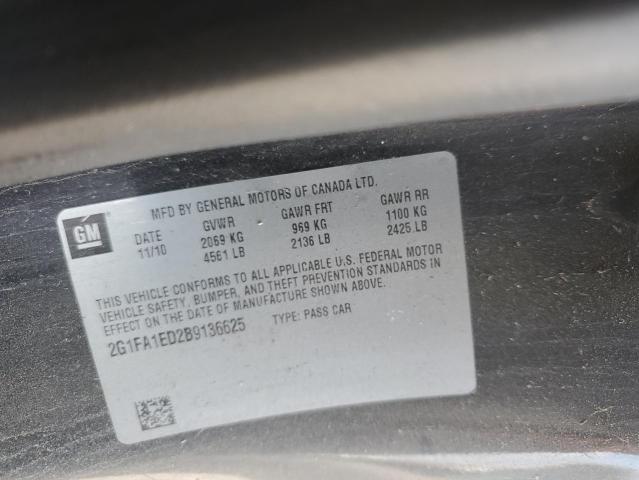 GM
MFD BY GENERAL MOTORS OF CANADA LTD.
DATE GVWR GAWR FRT GAWR RR
11/10 2069 KG 969 KG 1100 KG
4561 LB 2136 LB 2425 LB
THIS VEHICLE CONFORMS TO ALL APPLICABLE U.S. FEDERAL MOTOR
VEHICLE SAFETY, BUMPER, AND THEFT PREVENTION STANDARDS IN
EFFECT ON THE DATE OF MANUFACTURE SHOWN ABOVE.
2G1FA1ED2B9136625 TYPE: PASS CAR